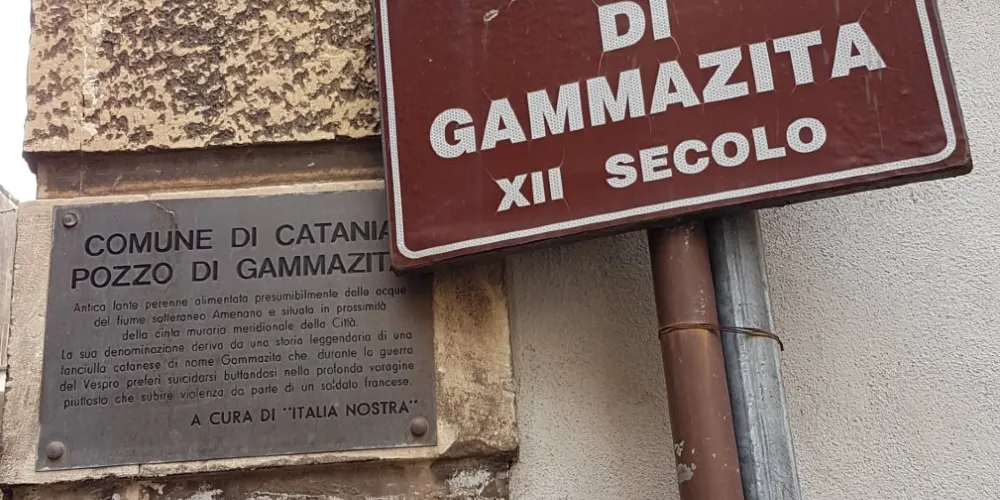 COMUNE DI CATANIA
POZZO DI GAMMAZITA
Antica fonte perenne alimentata presumibilmente dalle acque
del fiume sotteraneo Amenano e situata in prossimità
della cinta muraria meridionale della Città.
La sua denominazione deriva da una storia leggendaria di una
fanciulla catanese di nome Gammazita che, durante la guerra
del Vespro preferì suicidarsi buttandosi nella profonda voragine
piuttosto che subire violenza da parte di un soldato francese.
A CURA DI "ITALIA NOSTRA"
DI
GAMMAZITA
XII SECOLO